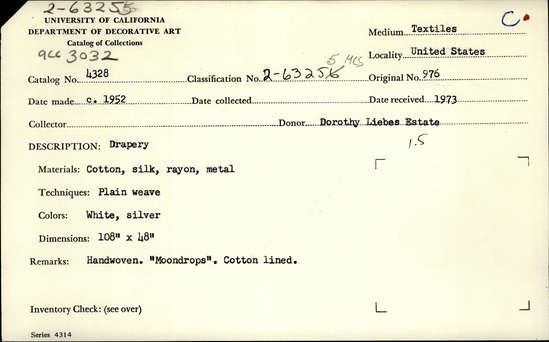 2-63255
UNIVERSITY OF CALIFORNIA
DEPARTMENT OF DECORATIVE ART
Catalog of Collections
acc 3032
Catalog No. 4328 Classification No. 2-63256 5 Original No. 976
Medium Textiles C.
Locality United States
Date made c. 1952 Date collected Date received 1973
Collector Donor Dorothy Liebes Estate
DESCRIPTION: Drapery 1.5
Materials: Cotton, silk, rayon, metal
Techniques: Plain weave
Colors: White, silver
Dimensions: 108" x 48"
Remarks: Handwoven. "Moondrops". Cotton lined.
Inventory Check: (see over)
Series 4314